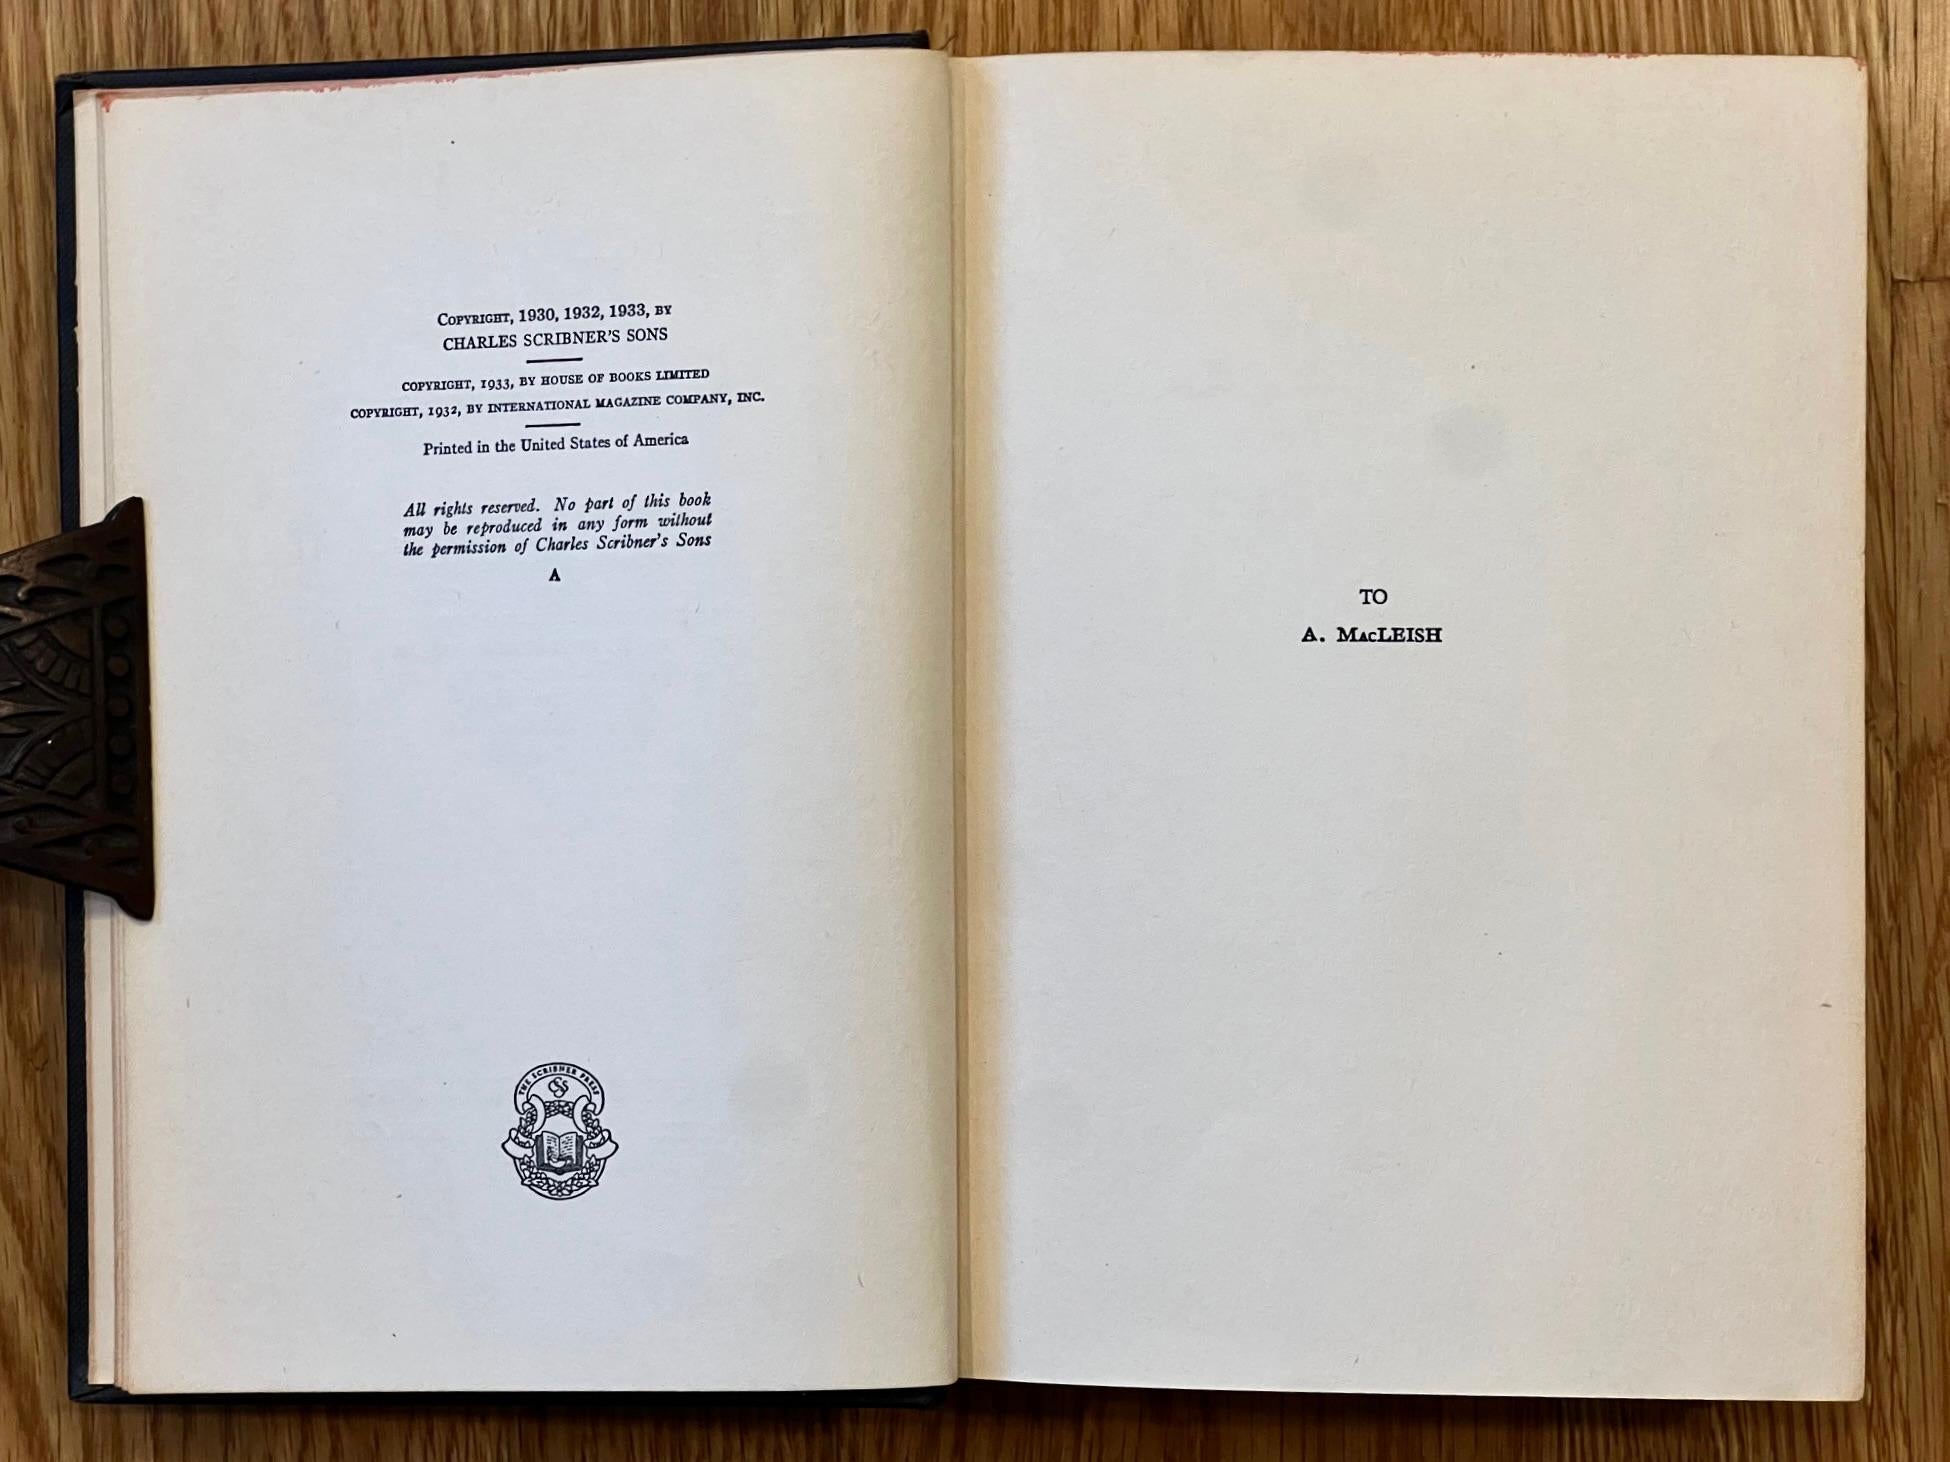 COPYRIGHT, 1930, 1932, 1933, BY
CHARLES SCRIBNER'S SONS
COPYRIGHT, 1933, BY HOUSE OF BOOKS LIMITED
COPYRIGHT, 1932, BY INTERNATIONAL MAGAZINE COMPANY, INC.
Printed in the United States of America
All rights reserved. No part of this book
may be reproduced in any form without
the permission of Charles Scribner's Sons
A
THE SCRIBNER PRESS
CSS
TO
A. MacLEISH